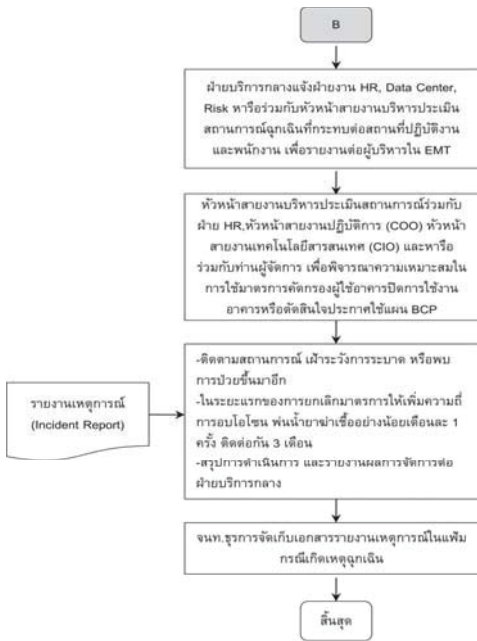 B
ฝ่ายบริการกลางแจ้งฝ่ายงาน HR, Data Center,
Risk หารือร่วมกับหัวหน้าสายงานบริหารประเมิน
สถานการณ์ฉุกเฉินที่กระทบต่อสถานที่ปฏิบัติงาน
และพนักงาน เพื่อรายงานต่อผู้บริหารใน EMT
หัวหน้าสายงานบริหารประเมินสถานการณ์ร่วมกับ
ฝ่าย HR,หัวหน้าสายงานปฏิบัติการ (COO) หัวหน้า
สายงานเทคโนโลยีสารสนเทศ (CIO) และหารือ
ร่วมกับท่านผู้จัดการ เพื่อพิจารณาความเหมาะสมใน
การใช้มาตรการคัดกรองผู้ใช้อาคารปิดการใช้งาน
อาคารหรือตัดสินใจประกาศใช้แผน BCP
รายงานเหตุการณ์
(Incident Report)
-ติดตามสถานการณ์ เฝ้าระวังการระบาด หรือพบ
การป่วยขึ้นมาอีก
-ในระยะแรกของการยกเลิกมาตรการให้เพิ่มความถี่
การอบโอโซน พ่นน้ำยาฆ่าเชื้ออย่างน้อยเดือนละ 1
ครั้ง ติดต่อกัน 3 เดือน
-สรุปการดำเนินการ และรายงานผลการจัดการต่อ
ฝ่ายบริการกลาง
จนท.ธุรการจัดเก็บเอกสารรายงานเหตุการณ์ในแฟ้ม
กรณีเกิดเหตุฉุกเฉิน
สิ้นสุด